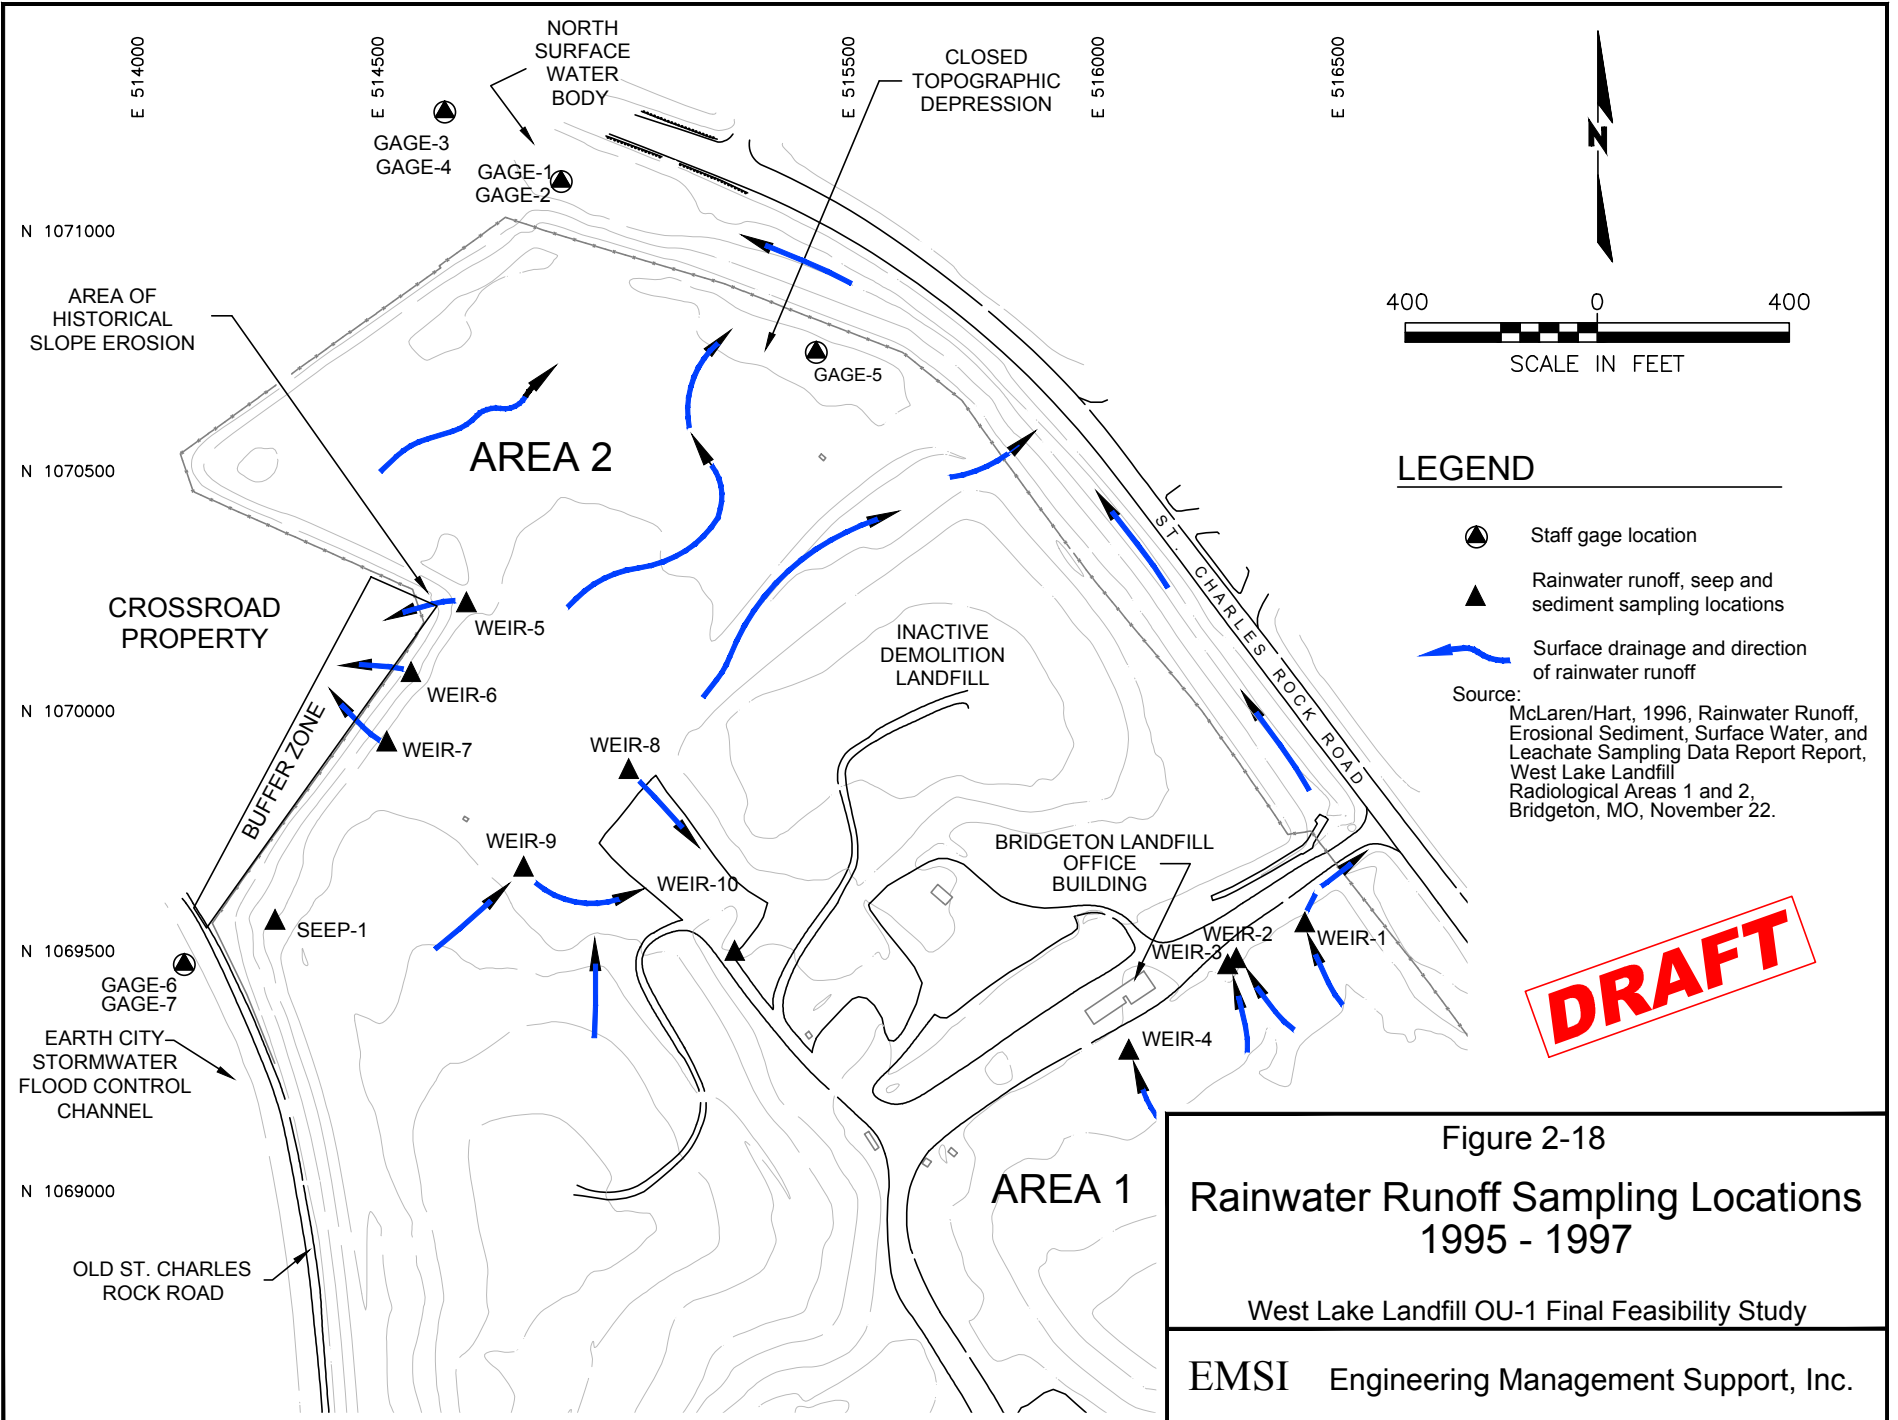 E 514000
E 514500
E 515500
E 516000
E 516500
NORTH
SURFACE
WATER
BODY
CLOSED
TOPOGRAPHIC
DEPRESSION
GAGE-3
GAGE-4
GAGE-1
GAGE-2
N 1071000
N 1070500
N 1070000
N 1069500
N 1069000
AREA OF
HISTORICAL
SLOPE EROSION
GAGE-5
AREA 2
CROSSROAD
PROPERTY
WEIR-5
WEIR-6
WEIR-7
BUFFER ZONE
INACTIVE
DEMOLITION
LANDFILL
ST. CHARLES ROCK ROAD
WEIR-8
WEIR-9
WEIR-10
BRIDGETON LANDFILL
OFFICE
BUILDING
SEEP-1
WEIR-2
WEIR-3
WEIR-1
WEIR-4
GAGE-6
GAGE-7
EARTH CITY
STORMWATER
FLOOD CONTROL
CHANNEL
OLD ST. CHARLES
ROCK ROAD
AREA 1
N
400 0 400
SCALE IN FEET
LEGEND
Staff gage location
Rainwater runoff, seep and
sediment sampling locations
Surface drainage and direction
of rainwater runoff
Source:
McLaren/Hart, 1996, Rainwater Runoff,
Erosional Sediment, Surface Water, and
Leachate Sampling Data Report Report,
West Lake Landfill
Radiological Areas 1 and 2,
Bridgeton, MO, November 22.
DRAFT
Figure 2-18
Rainwater Runoff Sampling Locations
1995 - 1997
West Lake Landfill OU-1 Final Feasibility Study
EMSI Engineering Management Support, Inc.